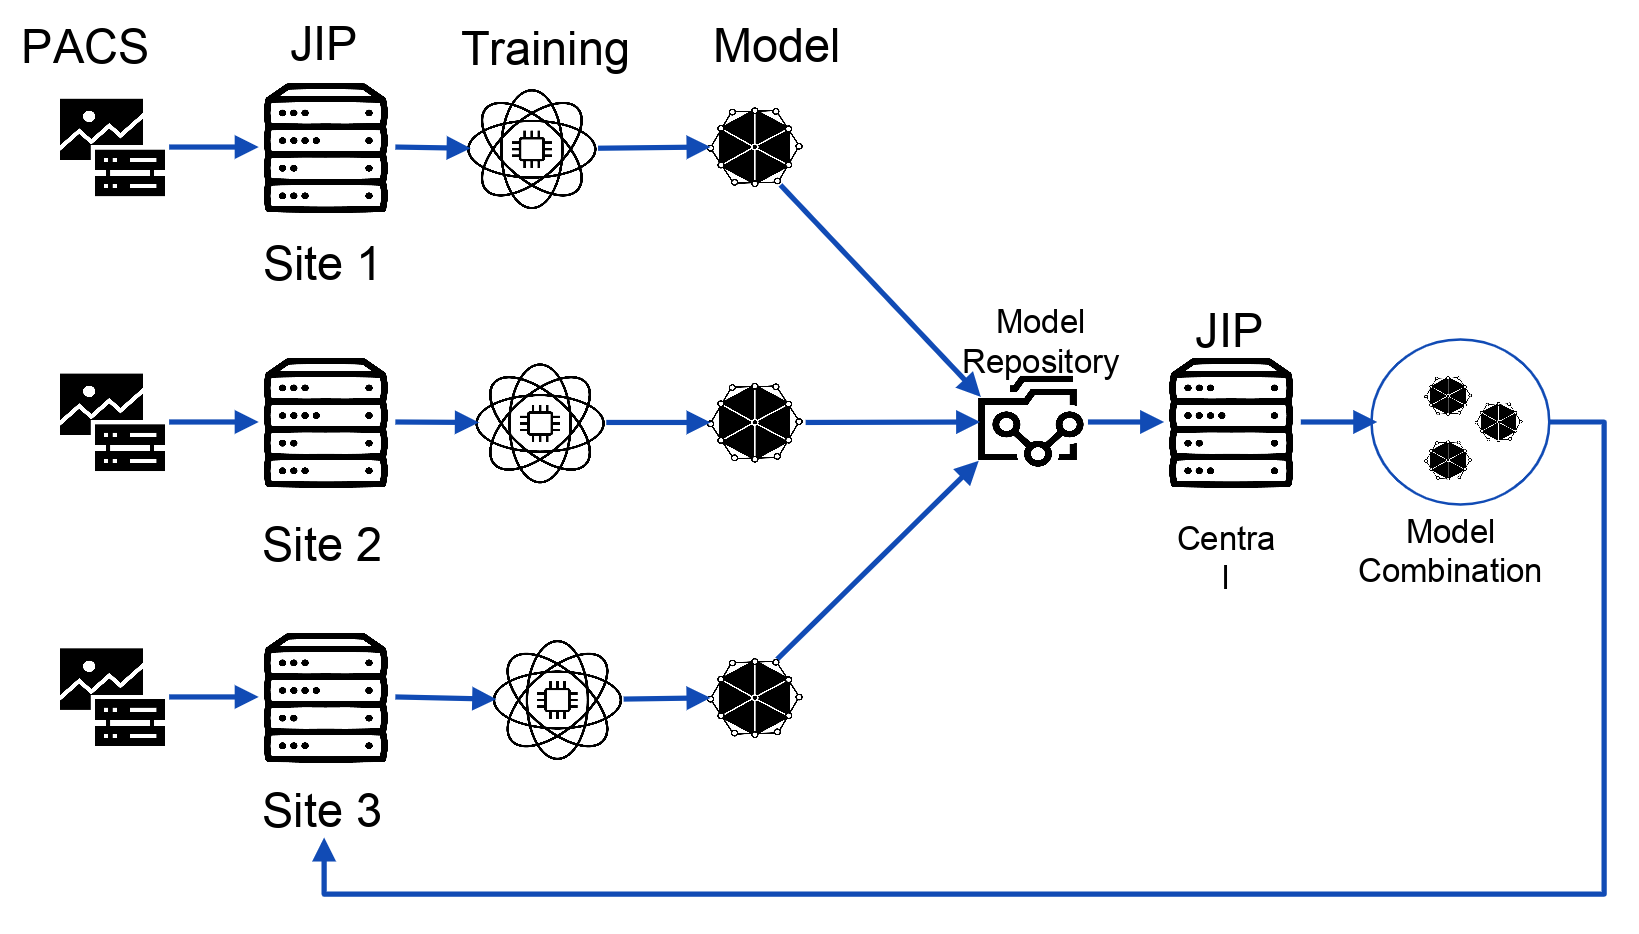 PACS
JIP
Training
Model
Site 1
Site 2
Site 3
Model
Repository
JIP
Centra
l
Model
Combination